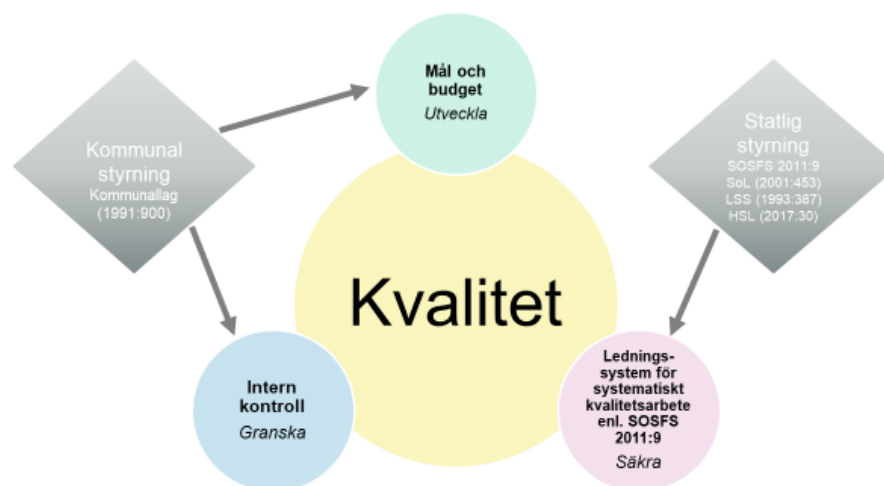 Mål och
budget
Utveckla
Kommunal
styrning
Kommunallag
(1991:900)
Statlig
styrning
SOSFS 2011:9
SoL (2001:453)
LSS (1993:387)
HSL (2017:30)
Kvalitet
Intern
kontroll
Granska
Lednings-
system för
systematiskt
kvalitetsarbete
enl. SOSFS
2011:9
Säkra